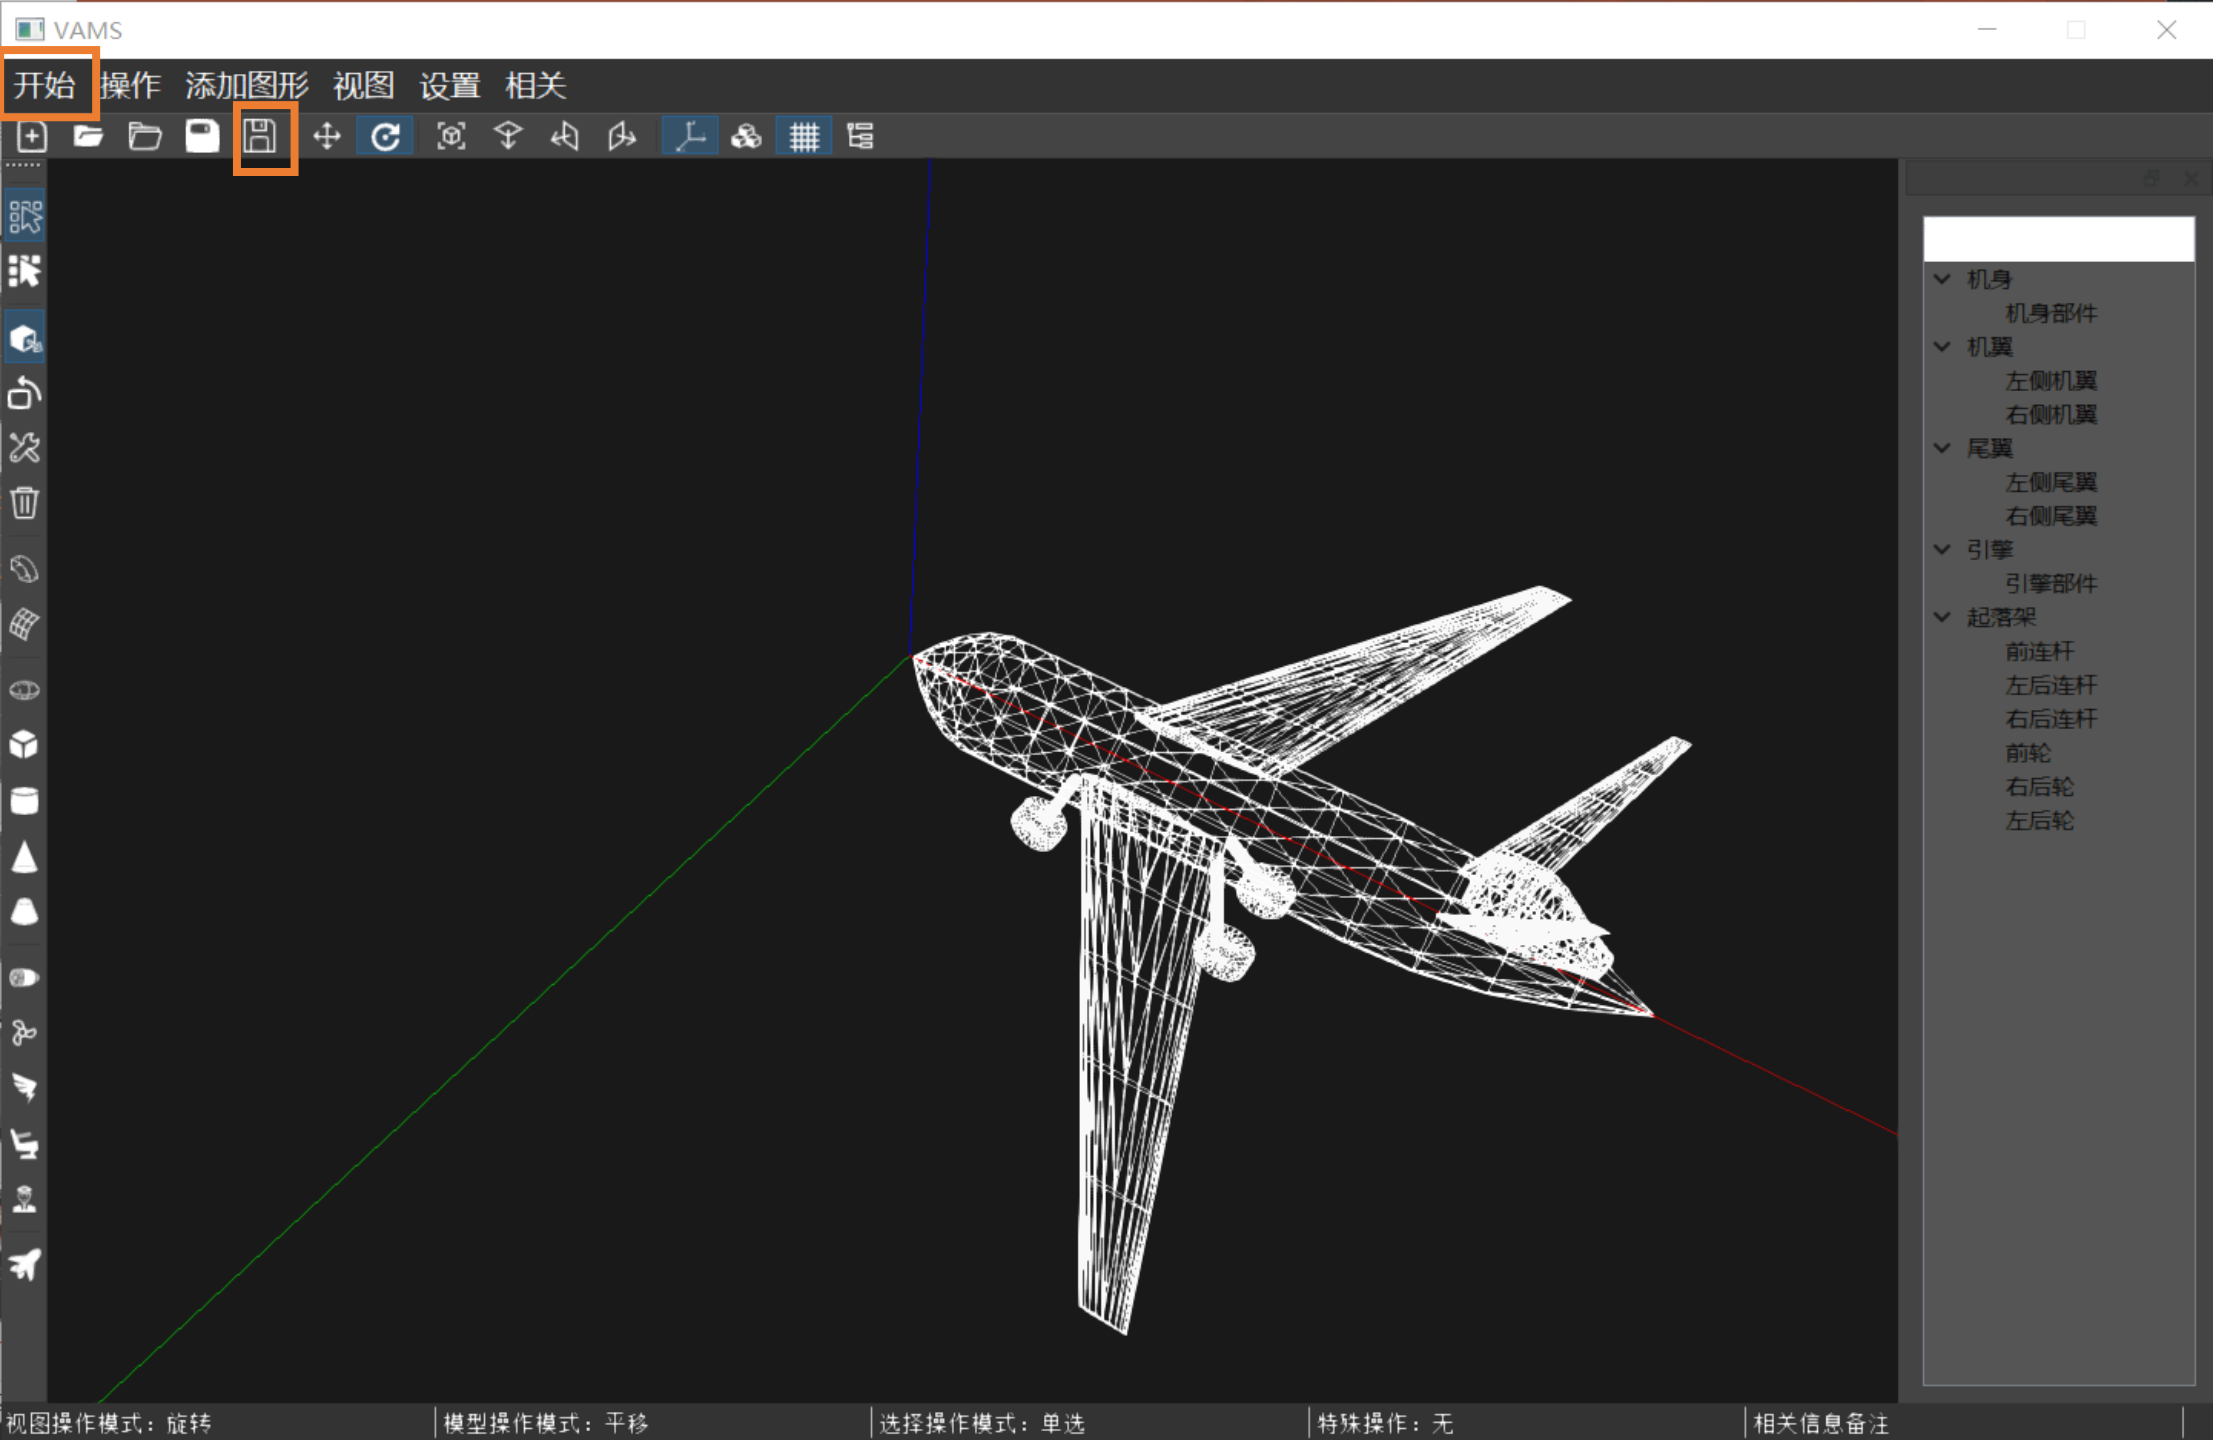 VAMS
开始 操作 添加图形 视图 设置 相关
机身
机身部件
机翼
左侧机翼
右侧机翼
尾翼
左侧尾翼
右侧尾翼
引擎
引擎部件
起落架
前连杆
左后连杆
右后连杆
前轮
右后轮
左后轮
视图操作模式：旋转 模型操作模式：平移 选择操作模式：单选 特殊操作：无 相关信息备注